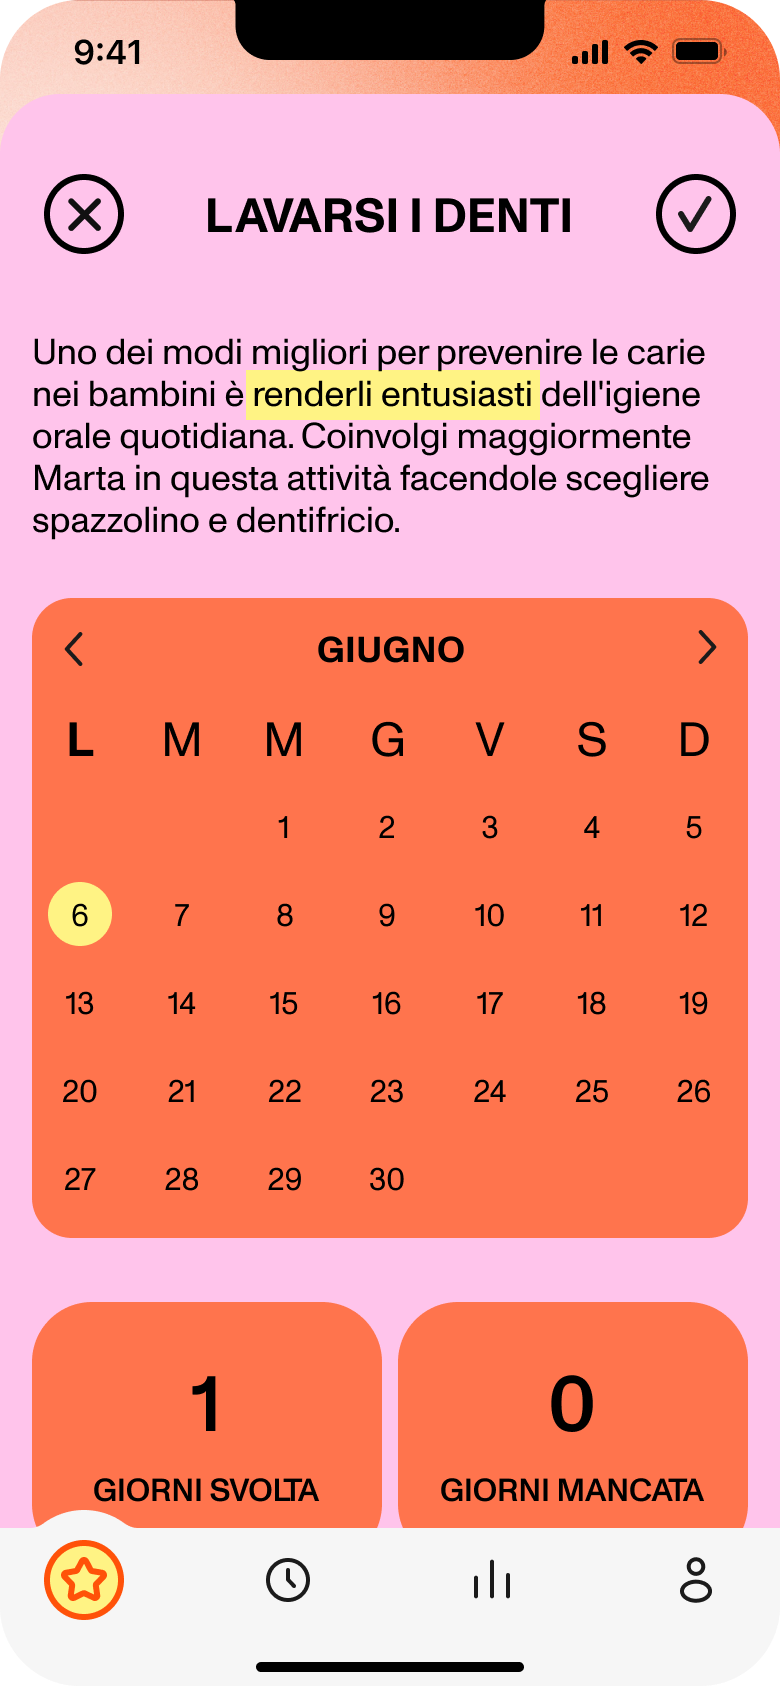 9:41
LAVARSI I DENTI
Uno dei modi migliori per prevenire le carie
nei bambini è renderli entusiasti dell'igiene
orale quotidiana. Coinvolgi maggiormente
Marta in questa attività facendole scegliere
spazzolino e dentifricio.
GIUGNO
L M M G V S D
1 2 3 4 5
6 7 8 9 10 11 12
13 14 15 16 17 18 19
20 21 22 23 24 25 26
27 28 29 30
1 0
GIORNI SVOLTA GIORNI MANCATA